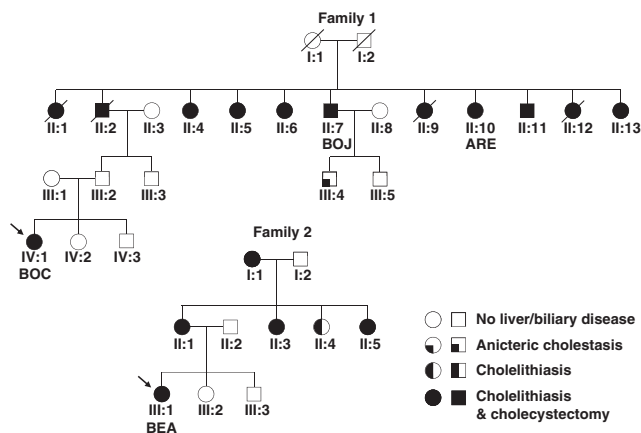 Family 1
I:1 I:2
II:1 II:2 II:3 II:4 II:5 II:6 II:7 II:8 II:9 II:10 II:11 II:12 II:13
BOJ ARE
III:1 III:2 III:3 III:4 III:5
IV:1 IV:2 IV:3
BOC
Family 2
I:1 I:2
II:1 II:2 II:3 II:4 II:5
III:1 III:2 III:3
BEA
No liver/biliary disease
Anicteric cholestasis
Cholelithiasis
Cholelithiasis
& cholecystectomy